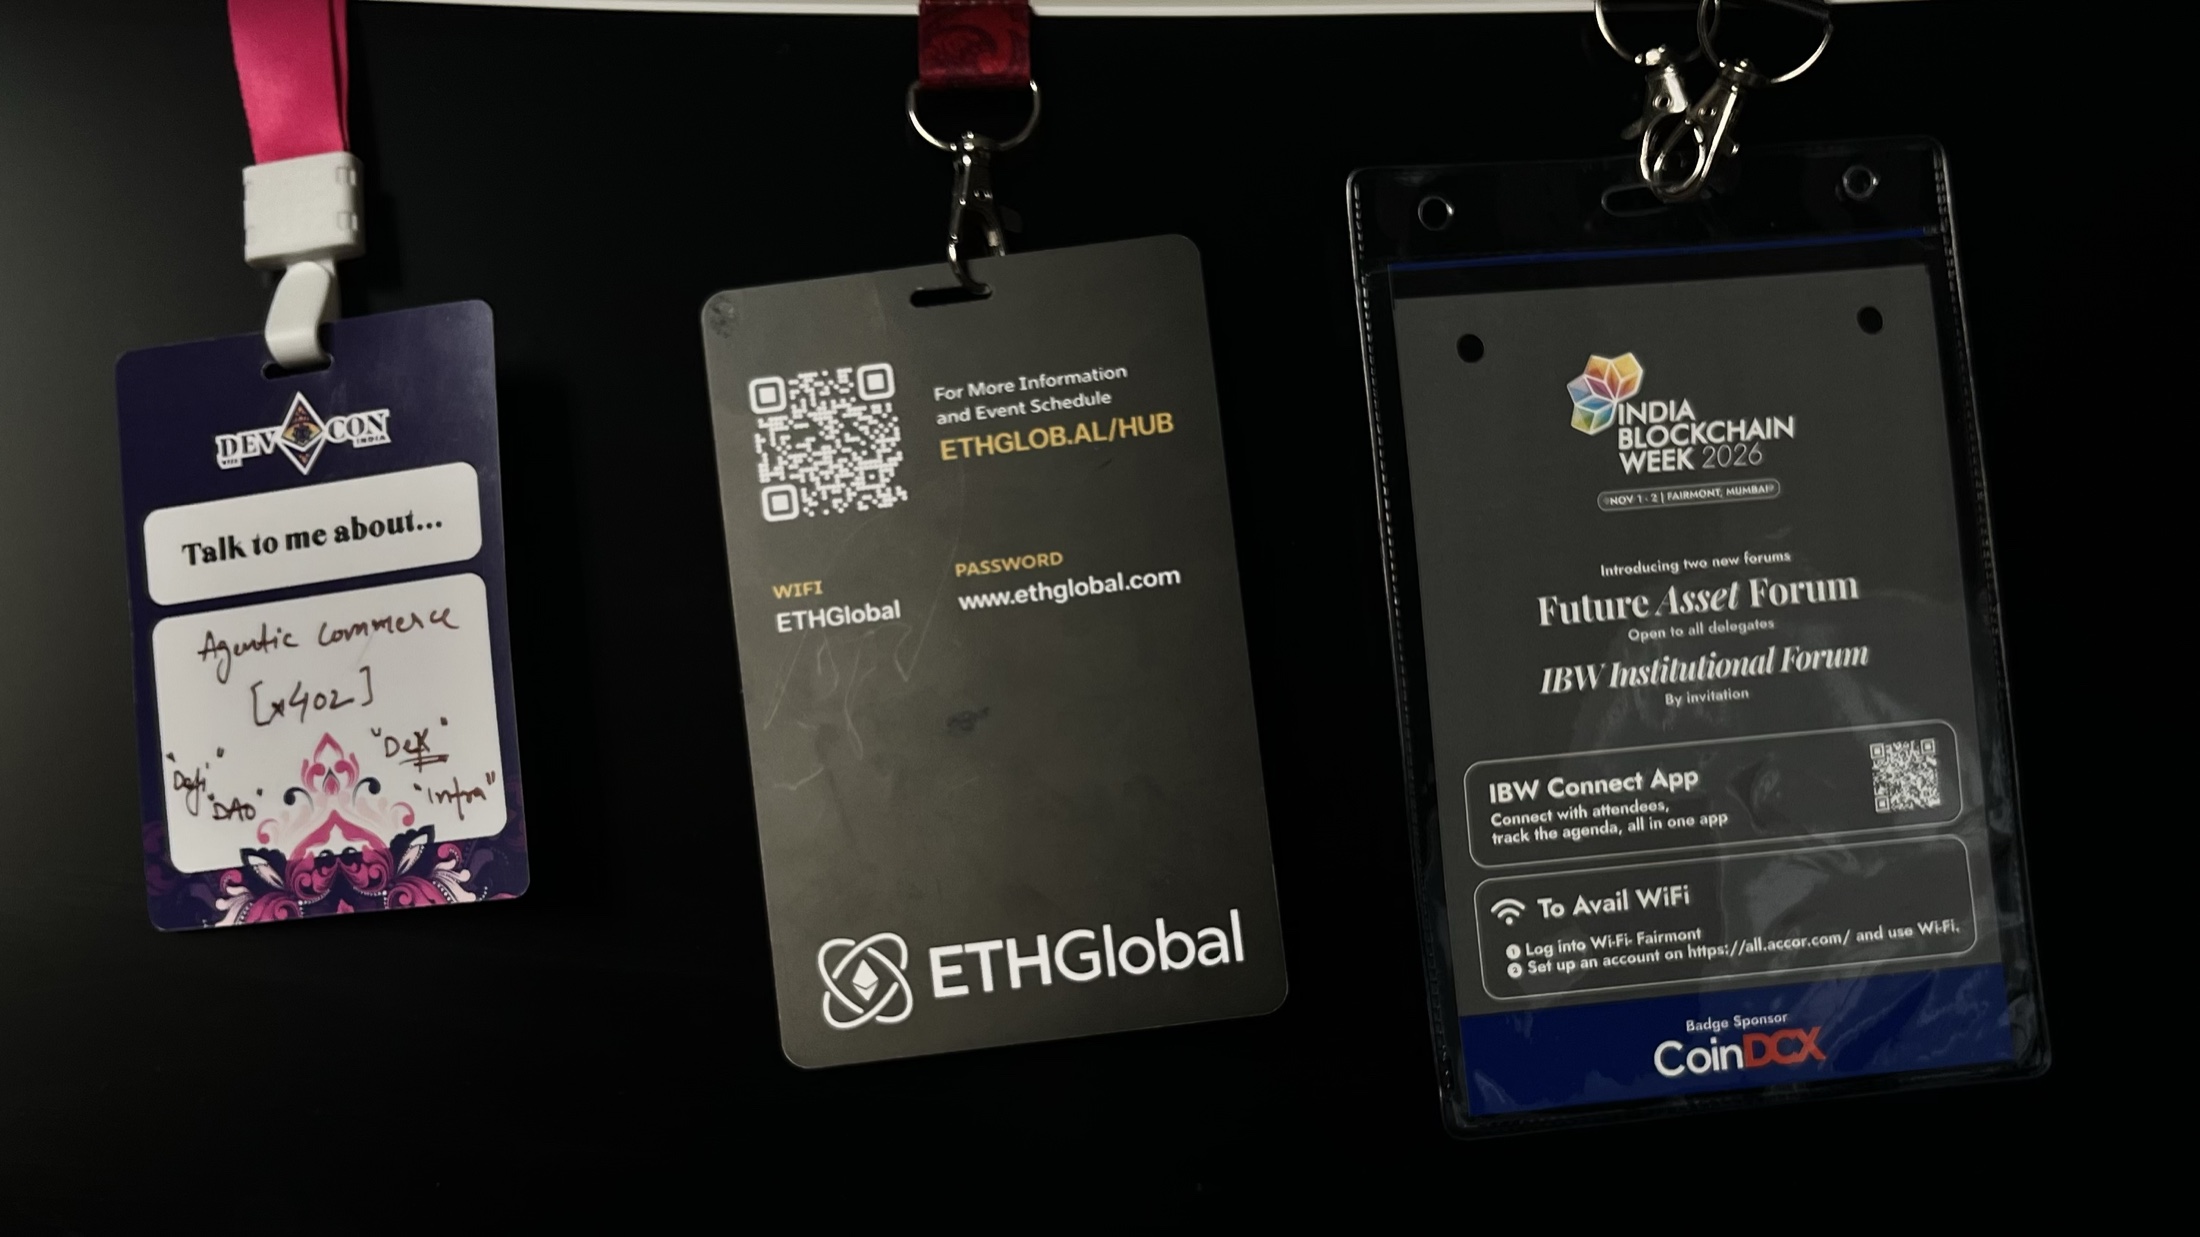 DEVCON
INDIA
Talk to me about...
Agentic Commerce
[x402]
"Defi"
"DAO"
"DeX"
"infra"
For More Information
and Event Schedule
ETHGLOB.AL/HUB
WIFI
ETHGlobal
PASSWORD
www.ethglobal.com
ETHGlobal
INDIA
BLOCKCHAIN
WEEK 2026
NOV 1 - 2 | FAIRMONT, MUMBAI
Introducing two new forums
Future Asset Forum
Open to all delegates
IBW Institutional Forum
By invitation
IBW Connect App
Connect with attendees,
track the agenda, all in one app
To Avail WiFi
1 Log into Wi-Fi- Fairmont
2 Set up an account on https://all.accor.com/ and use Wi-Fi.
Badge Sponsor
CoinDCX